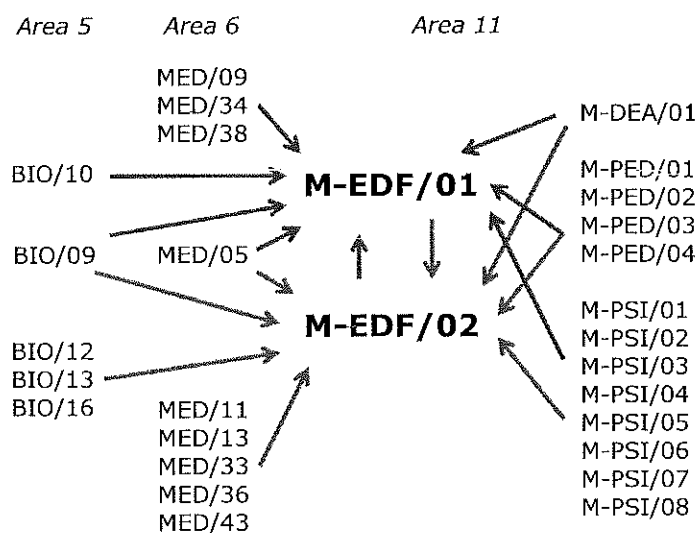 Area 5
Area 6
Area 11
MED/09
MED/34
MED/38
M-DEA/01
BIO/10
M-EDF/01
M-PED/01
M-PED/02
M-PED/03
M-PED/04
BIO/09
MED/05
M-EDF/02
BIO/12
BIO/13
BIO/16
MED/11
MED/13
MED/33
MED/36
MED/43
M-PSI/01
M-PSI/02
M-PSI/03
M-PSI/04
M-PSI/05
M-PSI/06
M-PSI/07
M-PSI/08